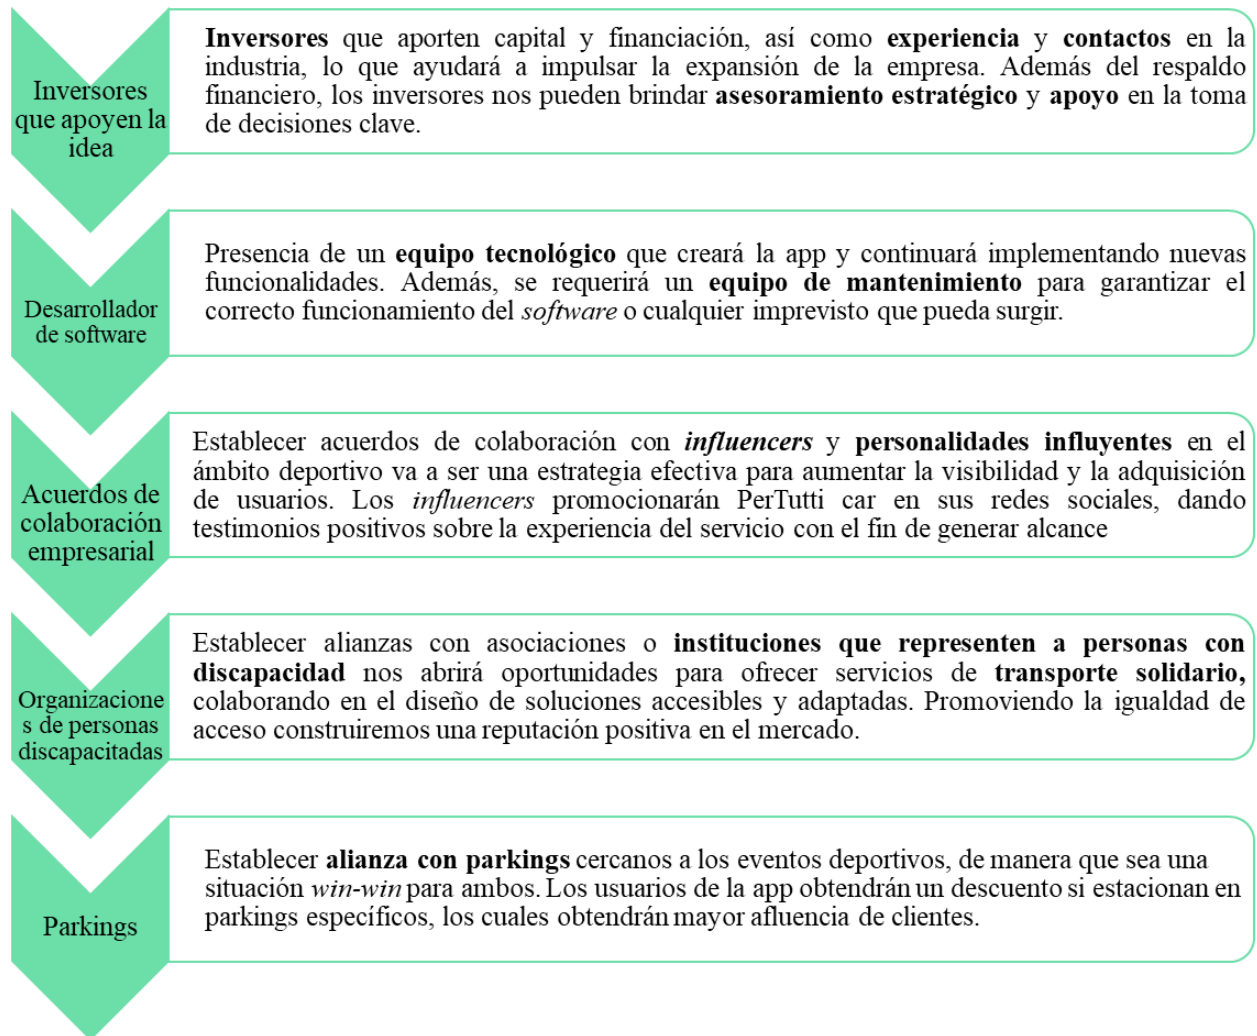 Inversores
que apoyen la
idea
Inversores que aporten capital y financiación, así como experiencia y contactos en la
industria, lo que ayudará a impulsar la expansión de la empresa. Además del respaldo
financiero, los inversores nos pueden brindar asesoramiento estratégico y apoyo en la toma
de decisiones clave.
Desarrollador
de software
Presencia de un equipo tecnológico que creará la app y continuará implementando nuevas
funcionalidades. Además, se requerirá un equipo de mantenimiento para garantizar el
correcto funcionamiento del software o cualquier imprevisto que pueda surgir.
Acuerdos de
colaboración
empresarial
Establecer acuerdos de colaboración con influencers y personalidades influyentes en el
ámbito deportivo va a ser una estrategia efectiva para aumentar la visibilidad y la adquisición
de usuarios. Los influencers promocionarán PerTutti car en sus redes sociales, dando
testimonios positivos sobre la experiencia del servicio con el fin de generar alcance
Organizacione
s de personas
discapacitadas
Establecer alianzas con asociaciones o instituciones que representen a personas con
discapacidad nos abrirá oportunidades para ofrecer servicios de transporte solidario,
colaborando en el diseño de soluciones accesibles y adaptadas. Promoviendo la igualdad de
acceso construiremos una reputación positiva en el mercado.
Parkings
Establecer alianza con parkings cercanos a los eventos deportivos, de manera que sea una
situación win-win para ambos. Los usuarios de la app obtendrán un descuento si estacionan en
parkings específicos, los cuales obtendrán mayor afluencia de clientes.